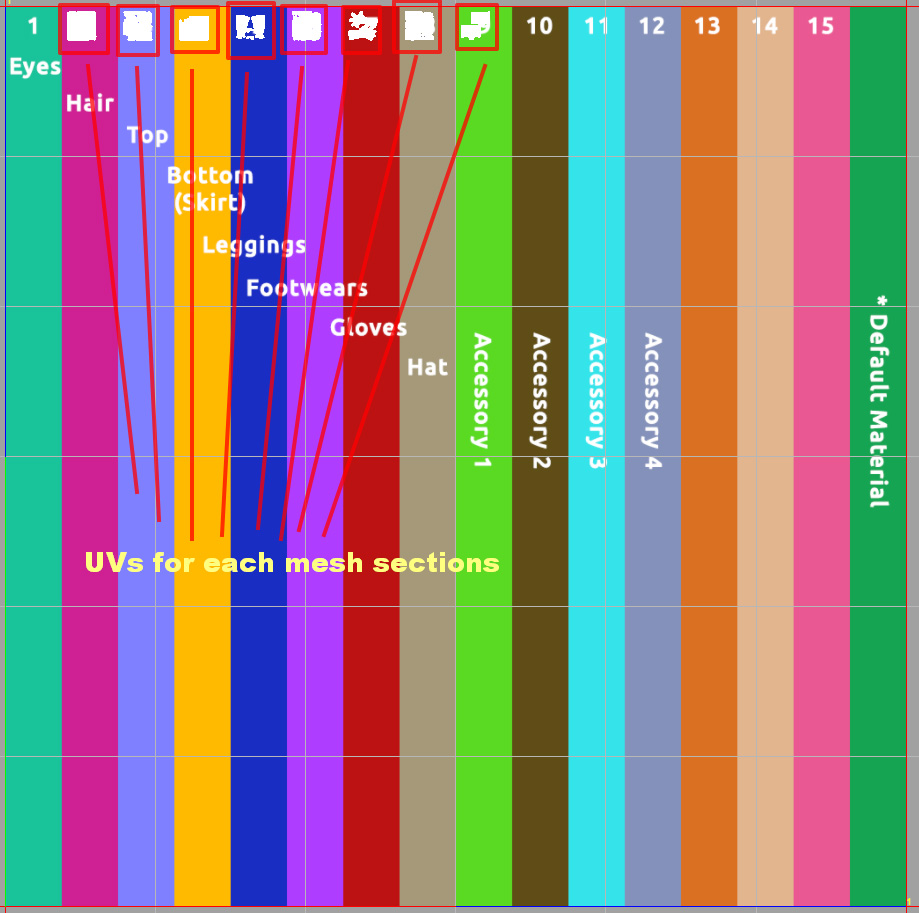 1
9
10
11
12
13
14
15
Eyes
Hair
Top
Bottom
(Skirt)
Leggings
Footwears
Gloves
Hat
Accessory 1
Accessory 2
Accessory 3
Accessory 4
* Default Material
UVs for each mesh sections